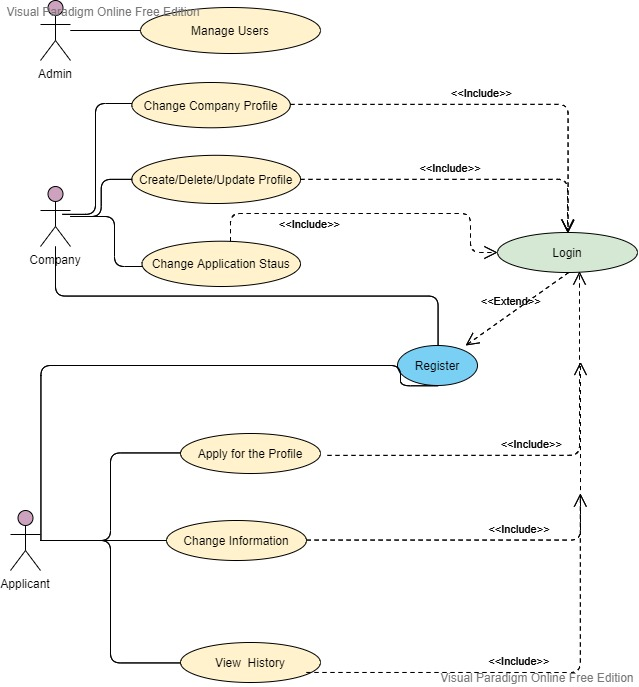 Visual Paradigm Online Free Edition
Manage Users
Admin
<<Include>>
Change Company Profile
<<Include>>
Create/Delete/Update Profile
<<Include>>
Company
Change Application Staus
Login
<<Extend>>
Register
<<Include>>
Apply for the Profile
<<Include>>
Change Information
Applicant
<<Include>>
View History
Visual Paradigm Online Free Edition